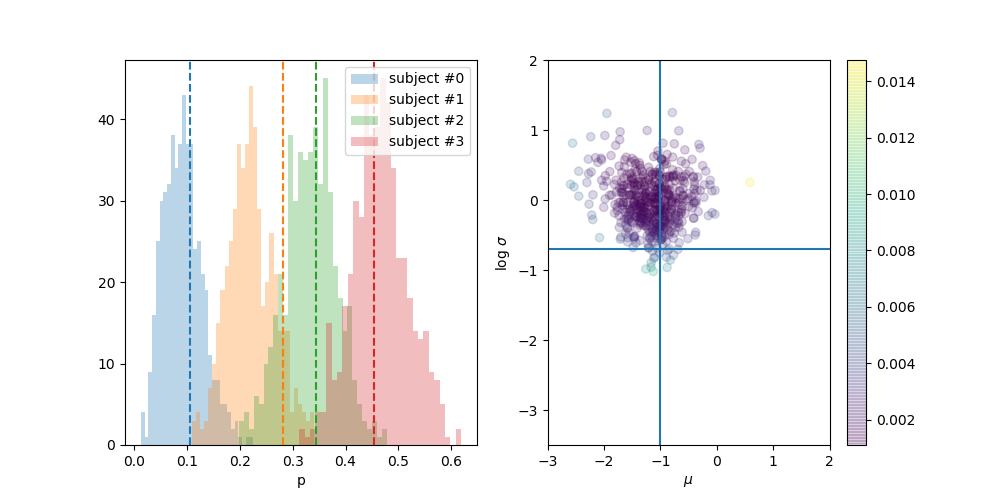 subject #0
subject #1
subject #2
subject #3
40
30
20
10
0
0.0 0.1 0.2 0.3 0.4 0.5 0.6
p
2
1
0
−1
−2
−3
log σ
−3 −2 −1 0 1 2
μ
0.014
0.012
0.010
0.008
0.006
0.004
0.002